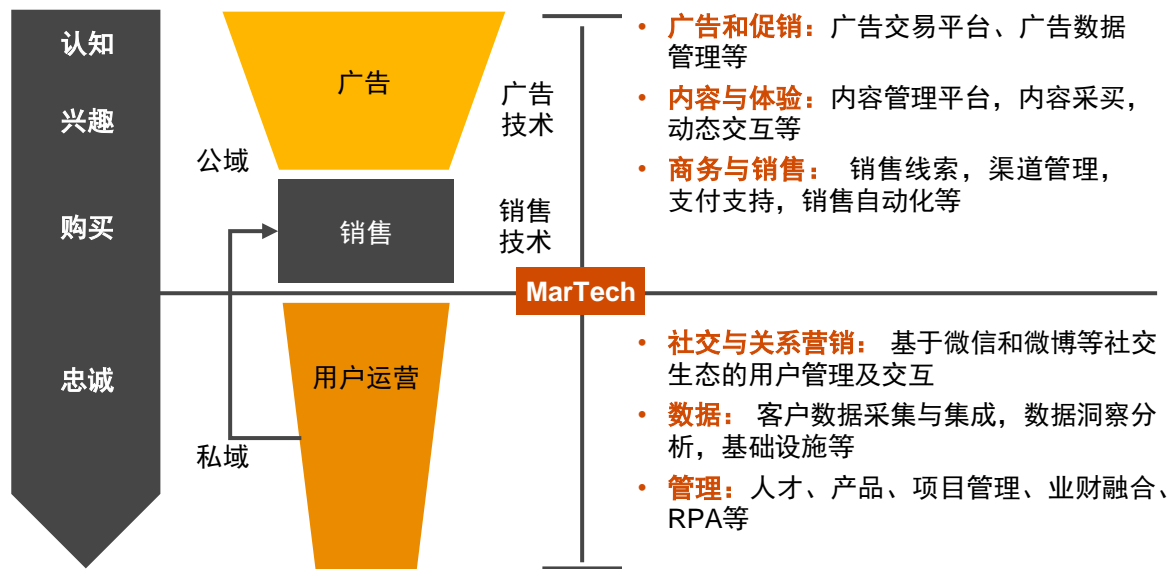 认知
兴趣
购买
忠诚
公域
私域
广告
销售
用户运营
广告
技术
销售
技术
MarTech
• 广告和促销：广告交易平台、广告数据
管理等
• 内容与体验：内容管理平台，内容采买，
动态交互等
• 商务与销售： 销售线索，渠道管理，
支付支持，销售自动化等
• 社交与关系营销： 基于微信和微博等社交
生态的用户管理及交互
• 数据： 客户数据采集与集成，数据洞察分
析，基础设施等
• 管理：人才、产品、项目管理、业财融合、
RPA等